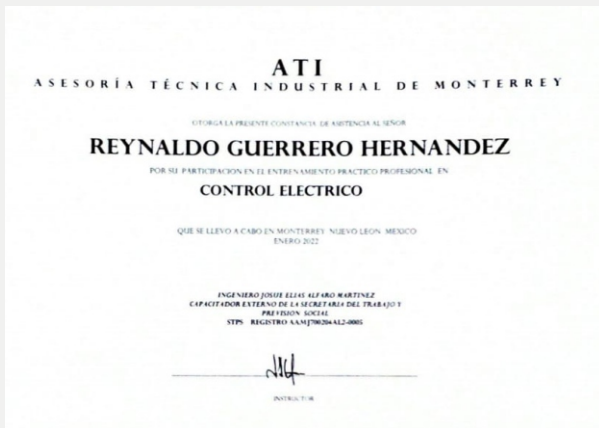 ATI
ASESORÍA TÉCNICA INDUSTRIAL DE MONTERREY
OTORGA LA PRESENTE CONSTANCIA DE ASISTENCIA AL SEÑOR
REYNALDO GUERRERO HERNANDEZ
POR SU PARTICIPACION EN EL ENTRENAMIENTO PRACTICO PROFESIONAL EN
CONTROL ELECTRICO
QUE SE LLEVO A CABO EN MONTERREY NUEVO LEON MEXICO
ENERO 2022
INGENIERO JOSUE ELIAS ALFARO MARTINEZ
CAPACITADOR EXTERNO DE LA SECRETARIA DEL TRABAJO Y
PREVISION SOCIAL
STPS REGISTRO AAMJ700204AL2-0005
INSTRUCTOR